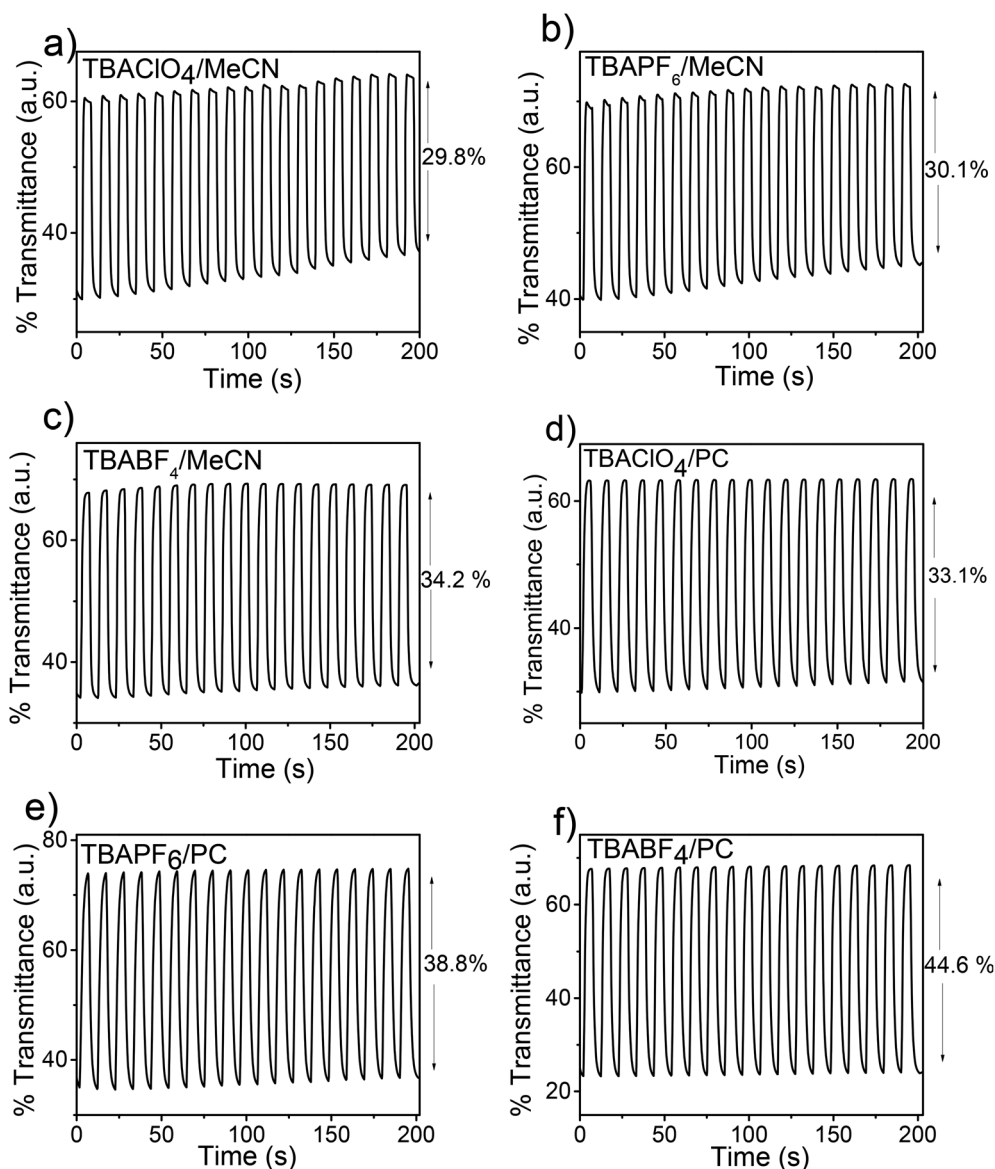 a)
TBAClO4/MeCN
% Transmittance (a.u.)
60
40
29.8%
0 50 100 150 200
Time (s)
b)
TBAPF6/MeCN
% Transmittance (a.u.)
60
40
30.1%
0 50 100 150 200
Time (s)
c)
TBABF4/MeCN
% Transmittance (a.u.)
60
40
34.2 %
0 50 100 150 200
Time (s)
d)
TBAClO4/PC
% Transmittance (a.u.)
60
40
33.1%
0 50 100 150 200
Time (s)
e)
TBAPF6/PC
% Transmittance (a.u.)
80
60
40
38.8%
0 50 100 150 200
Time (s)
f)
TBABF4/PC
% Transmittance (a.u.)
60
40
20
44.6 %
0 50 100 150 200
Time (s)